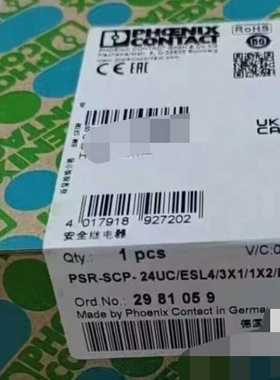 PHOENIX
CONTACT
RoHS
CE EAC
UK
CA
4 017918 927202
安全继电器
Qty.: 1 pcs
PSR-SCP- 24UC/ESL4/3X1/1X2/
V/C:0
Ord No.: 29 81 05 9
Made by Phoenix Contact in Germ
德国